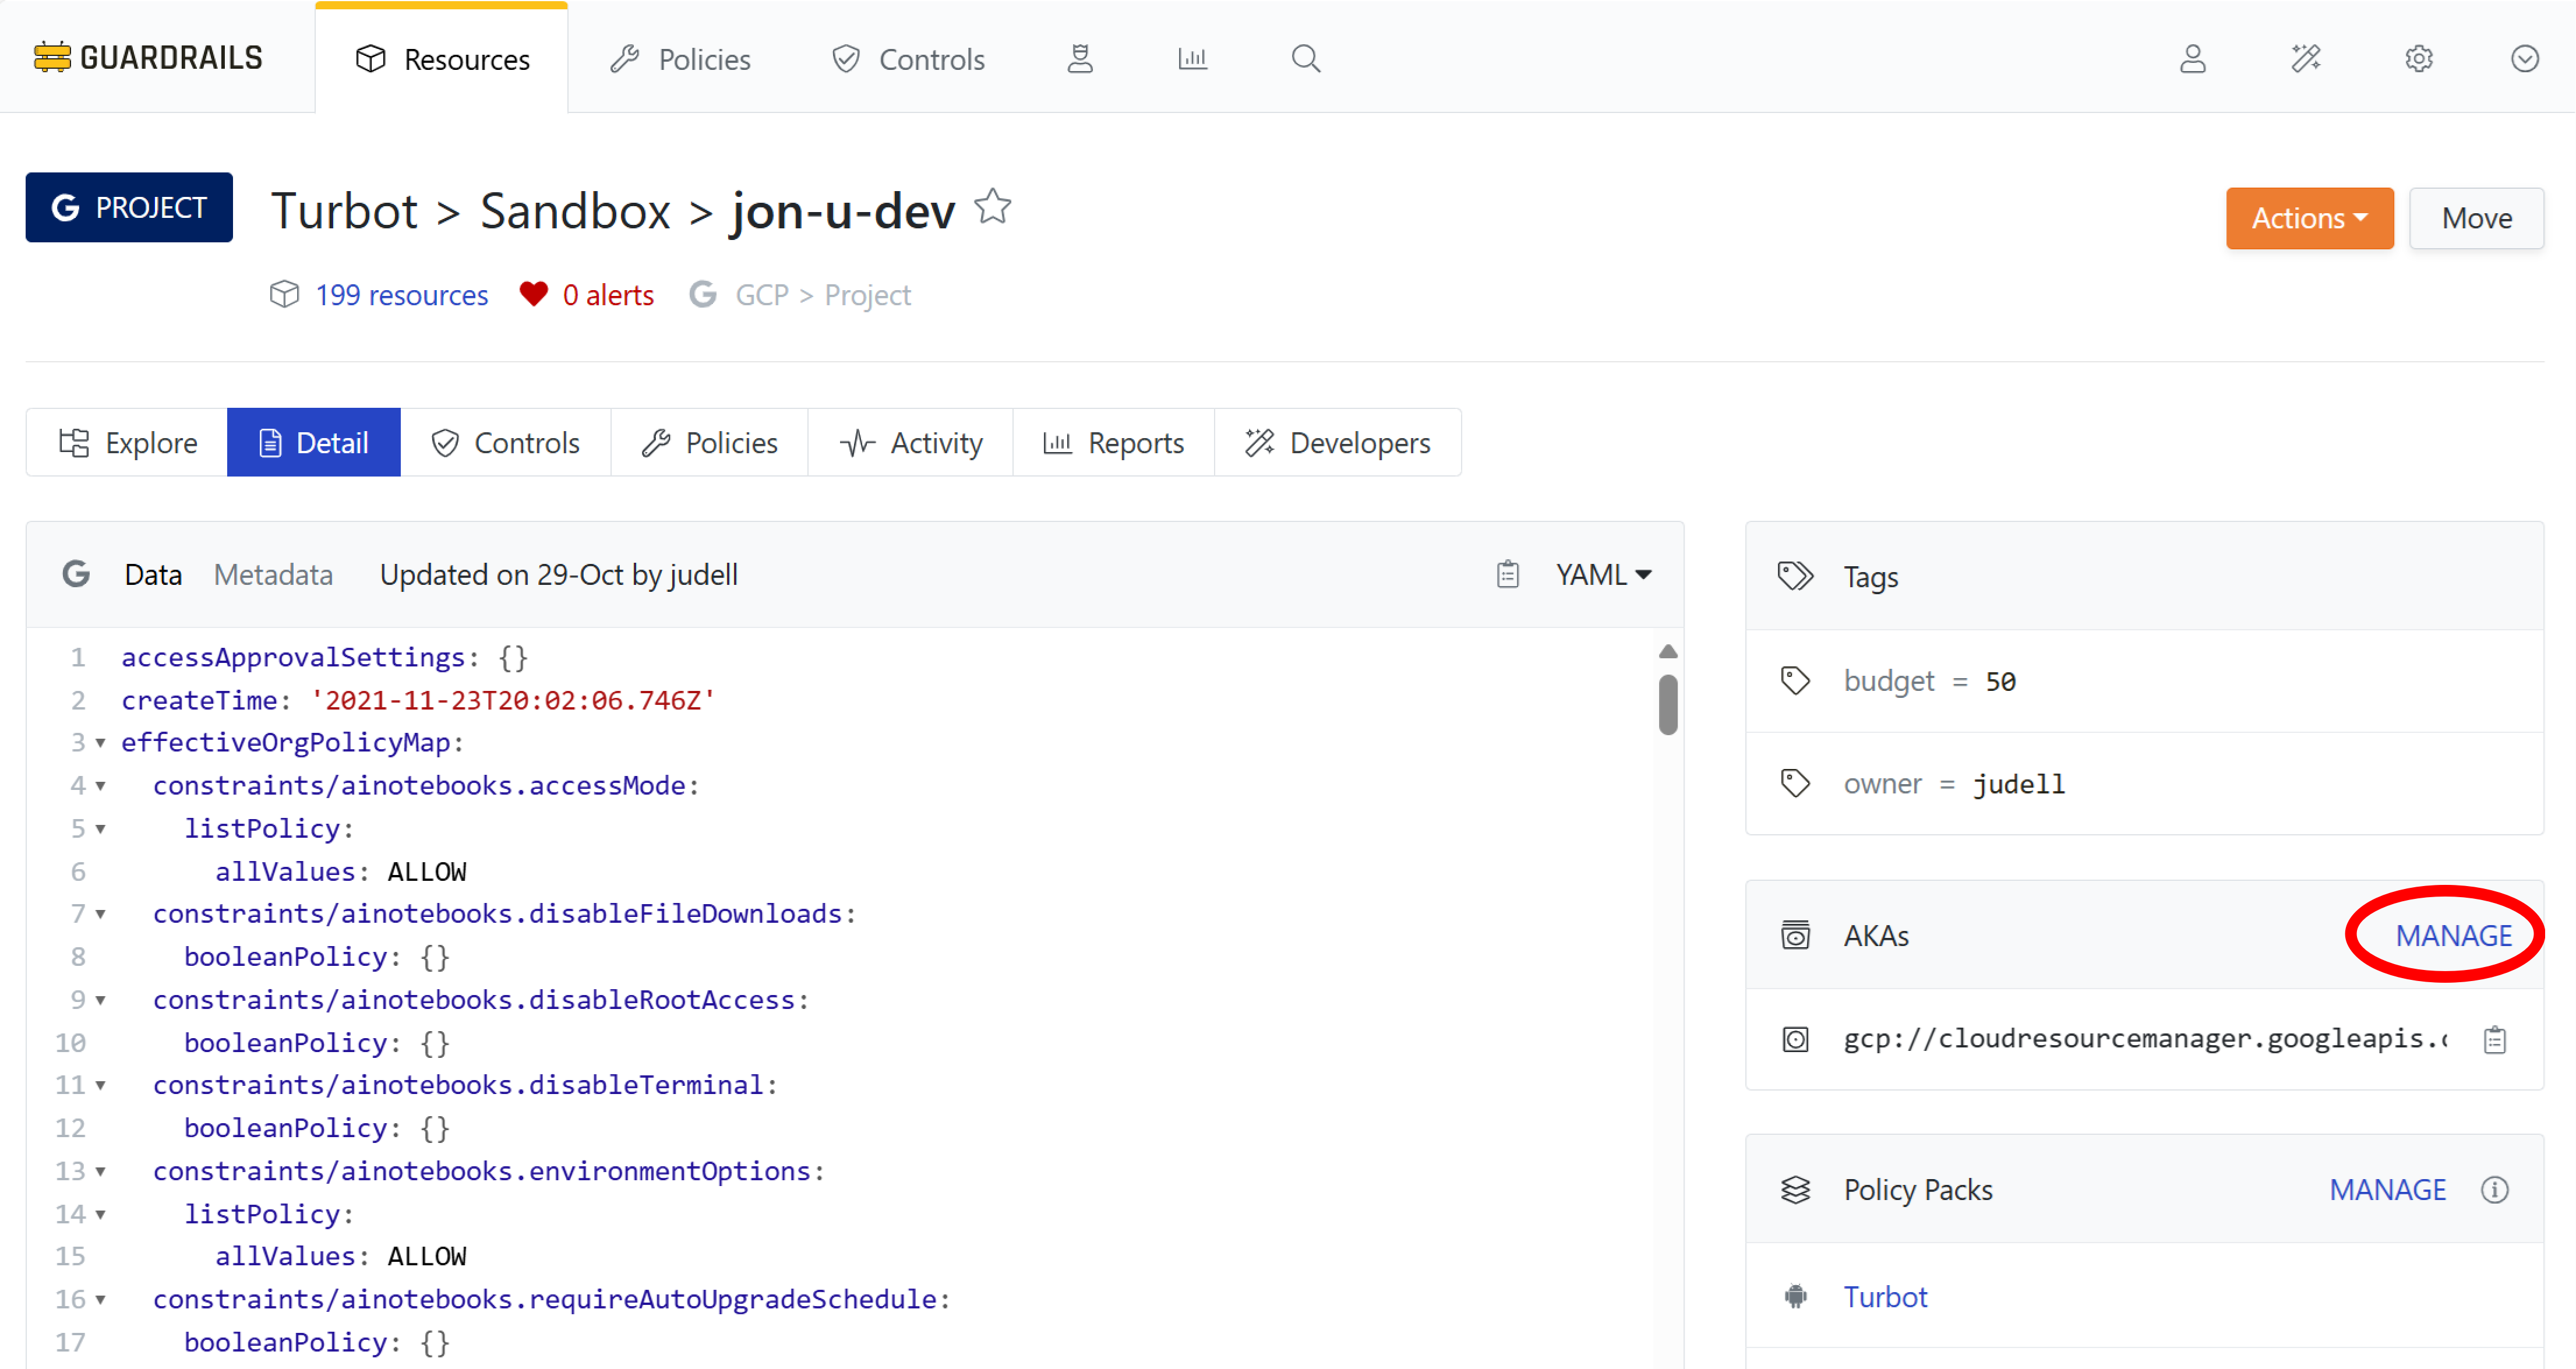 GUARDRAILS
Resources
Policies
Controls
PROJECT
Turbot > Sandbox > jon-u-dev
Actions
Move
199 resources
0 alerts
GCP > Project
Explore
Detail
Controls
Policies
Activity
Reports
Developers
Data
Metadata
Updated on 29-Oct by judell
YAML
1 accessApprovalSettings: {}
2 createTime: '2021-11-23T20:02:06.746Z'
3 effectiveOrgPolicyMap:
4 constraints/ainotebooks.accessMode:
5 listPolicy:
6 allValues: ALLOW
7 constraints/ainotebooks.disableFileDownloads:
8 booleanPolicy: {}
9 constraints/ainotebooks.disableRootAccess:
10 booleanPolicy: {}
11 constraints/ainotebooks.disableTerminal:
12 booleanPolicy: {}
13 constraints/ainotebooks.environmentOptions:
14 listPolicy:
15 allValues: ALLOW
16 constraints/ainotebooks.requireAutoUpgradeSchedule:
17 booleanPolicy: {}
Tags
budget = 50
owner = judell
AKAs
MANAGE
gcp://cloudresourcemanager.googleapis.c
Policy Packs
MANAGE
Turbot